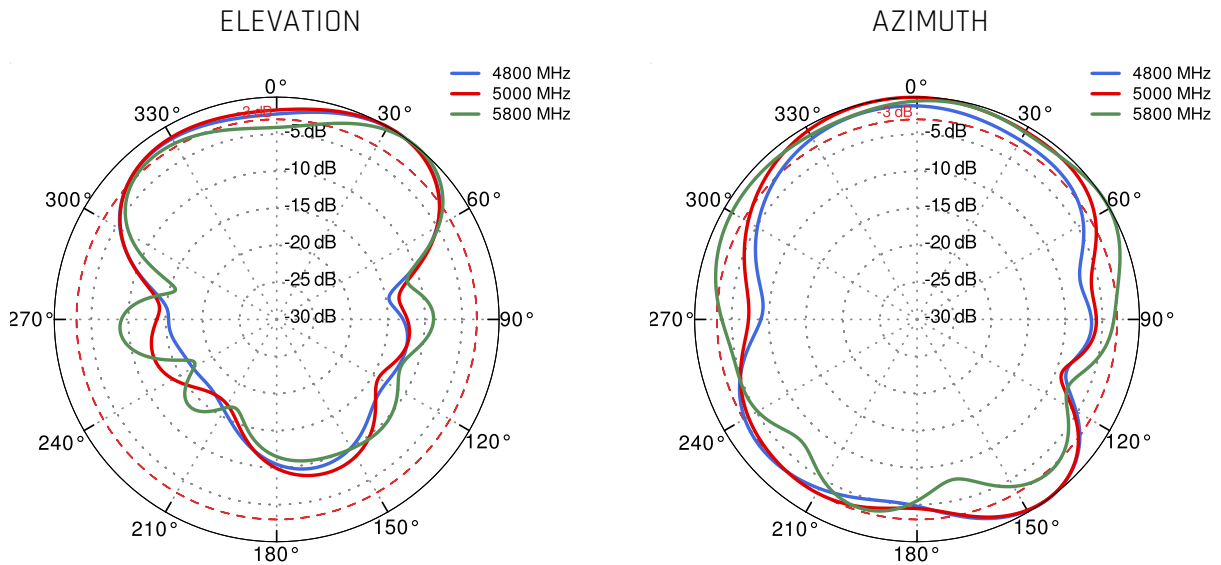 ELEVATION
4800 MHz
5000 MHz
5800 MHz
0°
330°
30°
-3 dB
-5 dB
-10 dB
300°
60°
-15 dB
-20 dB
-25 dB
270°
-30 dB
90°
240°
120°
210°
150°
180°
AZIMUTH
4800 MHz
5000 MHz
5800 MHz
0°
330°
30°
-3 dB
-5 dB
-10 dB
300°
60°
-15 dB
-20 dB
-25 dB
270°
-30 dB
90°
240°
120°
210°
150°
180°